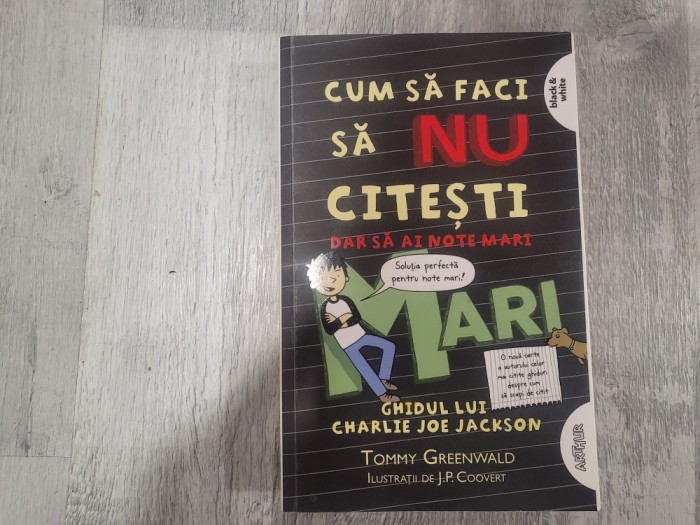 black & white
CUM SĂ FACI
SĂ NU
CITEȘTI
DAR SĂ AI NOTE MARI
Soluția perfectă
pentru note mari!
MARI
O nouă carte
a autorului celor
mai citite ghiduri
despre cum
să scapi de citit
GHIDUL LUI
CHARLIE JOE JACKSON
TOMMY GREENWALD
ILUSTRAȚII DE J.P. COOVERT
ARTHUR